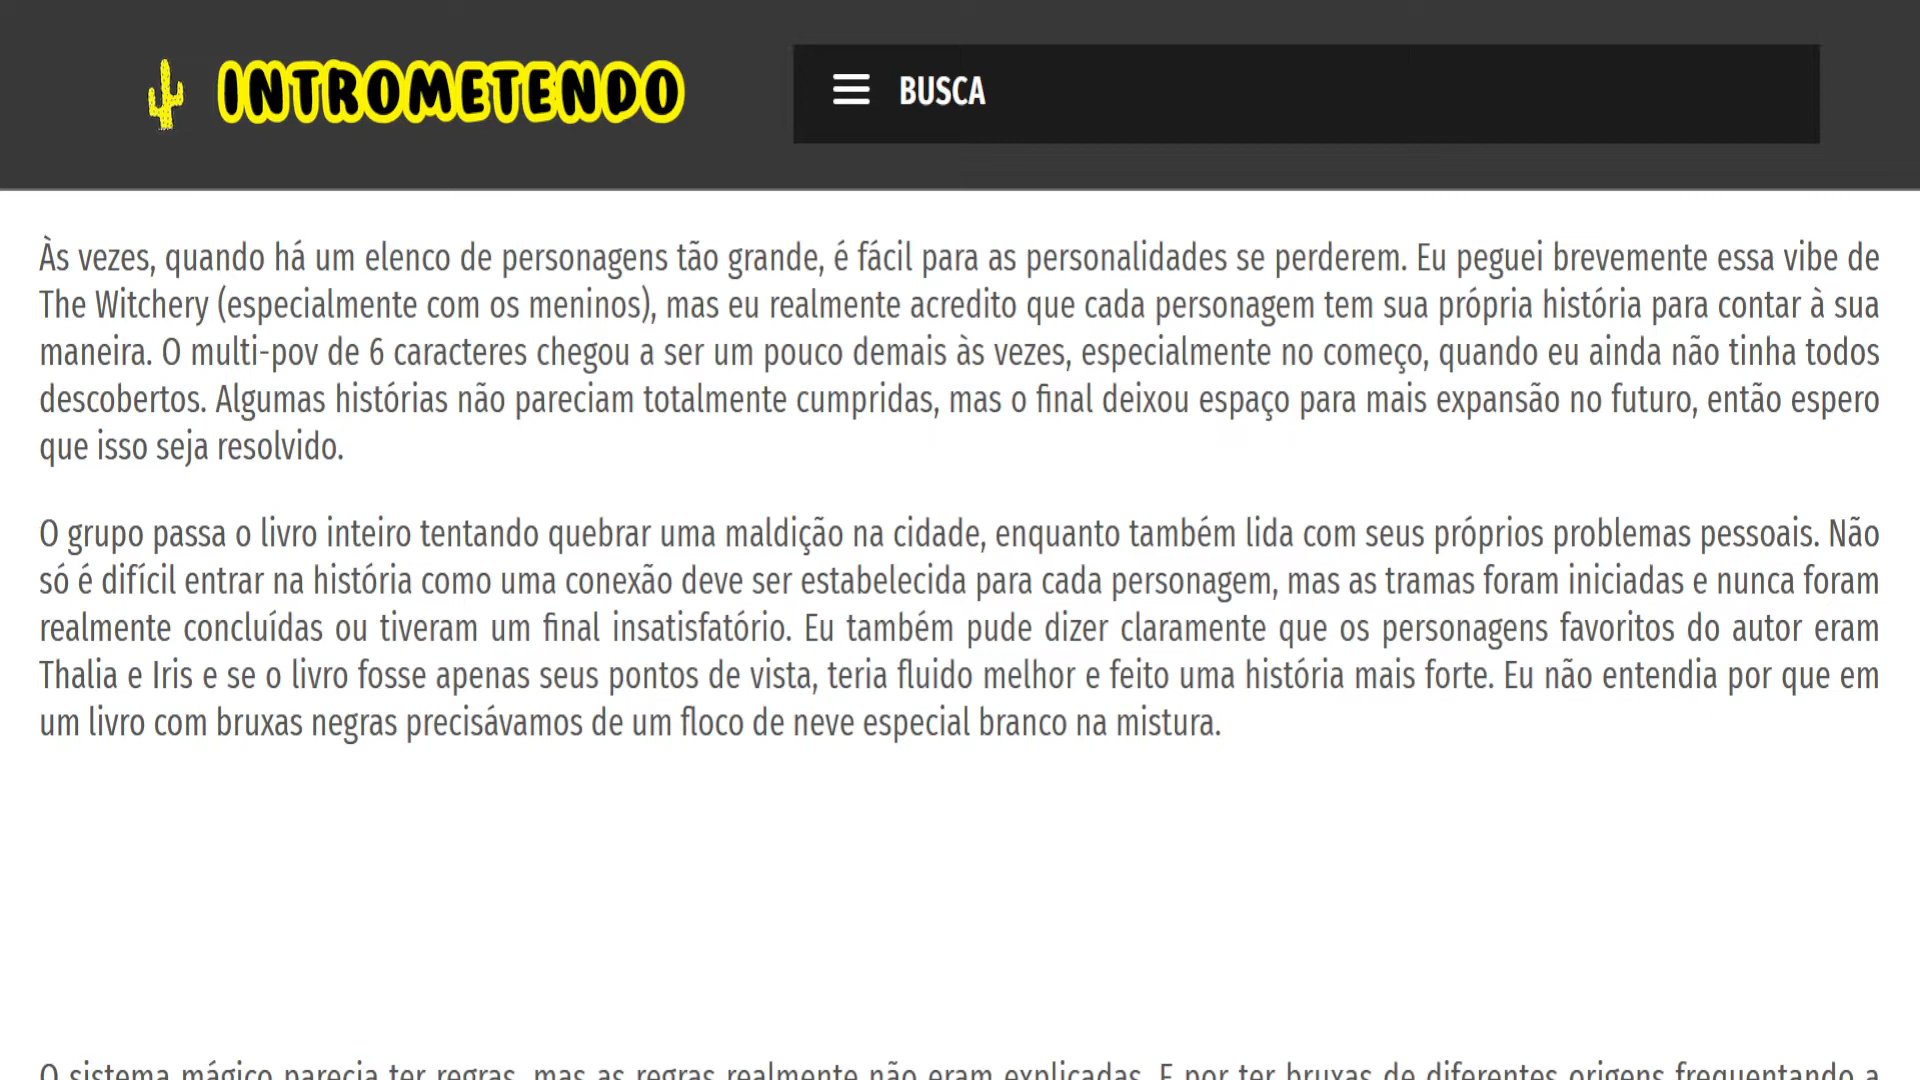 INTROMETENDO
BUSCA
Às vezes, quando há um elenco de personagens tão grande, é fácil para as personalidades se perderem. Eu peguei brevemente essa vibe de
The Witchery (especialmente com os meninos), mas eu realmente acredito que cada personagem tem sua própria história para contar à sua
maneira. O multi-pov de 6 caracteres chegou a ser um pouco demais às vezes, especialmente no começo, quando eu ainda não tinha todos
descobertos. Algumas histórias não pareciam totalmente cumpridas, mas o final deixou espaço para mais expansão no futuro, então espero
que isso seja resolvido.
O grupo passa o livro inteiro tentando quebrar uma maldição na cidade, enquanto também lida com seus próprios problemas pessoais. Não
só é difícil entrar na história como uma conexão deve ser estabelecida para cada personagem, mas as tramas foram iniciadas e nunca foram
realmente concluídas ou tiveram um final insatisfatório. Eu também pude dizer claramente que os personagens favoritos do autor eram
Thalia e Iris e se o livro fosse apenas seus pontos de vista, teria fluido melhor e feito uma história mais forte. Eu não entendia por que em
um livro com bruxas negras precisávamos de um floco de neve especial branco na mistura.
O sistema mágico parecia ter regras, mas as regras realmente não eram explicadas. E por ter bruxas de diferentes origens frequentando a